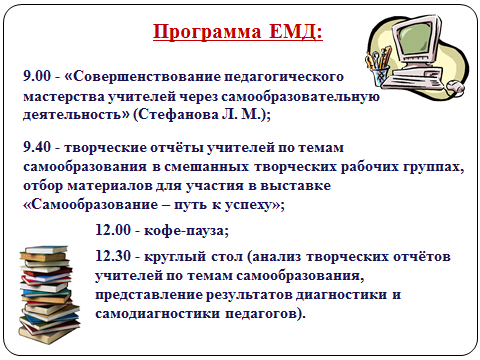 Программа ЕМД:
9.00 - «Совершенствование педагогического
мастерства учителей через самообразовательную
деятельность» (Стефанова Л. М.);
9.40 - творческие отчёты учителей по темам
самообразования в смешанных творческих рабочих группах,
отбор материалов для участия в выставке
«Самообразование – путь к успеху»;
12.00 - кофе-пауза;
12.30 - круглый стол (анализ творческих отчётов
учителей по темам самообразования,
представление результатов диагностики и
самодиагностики педагогов).